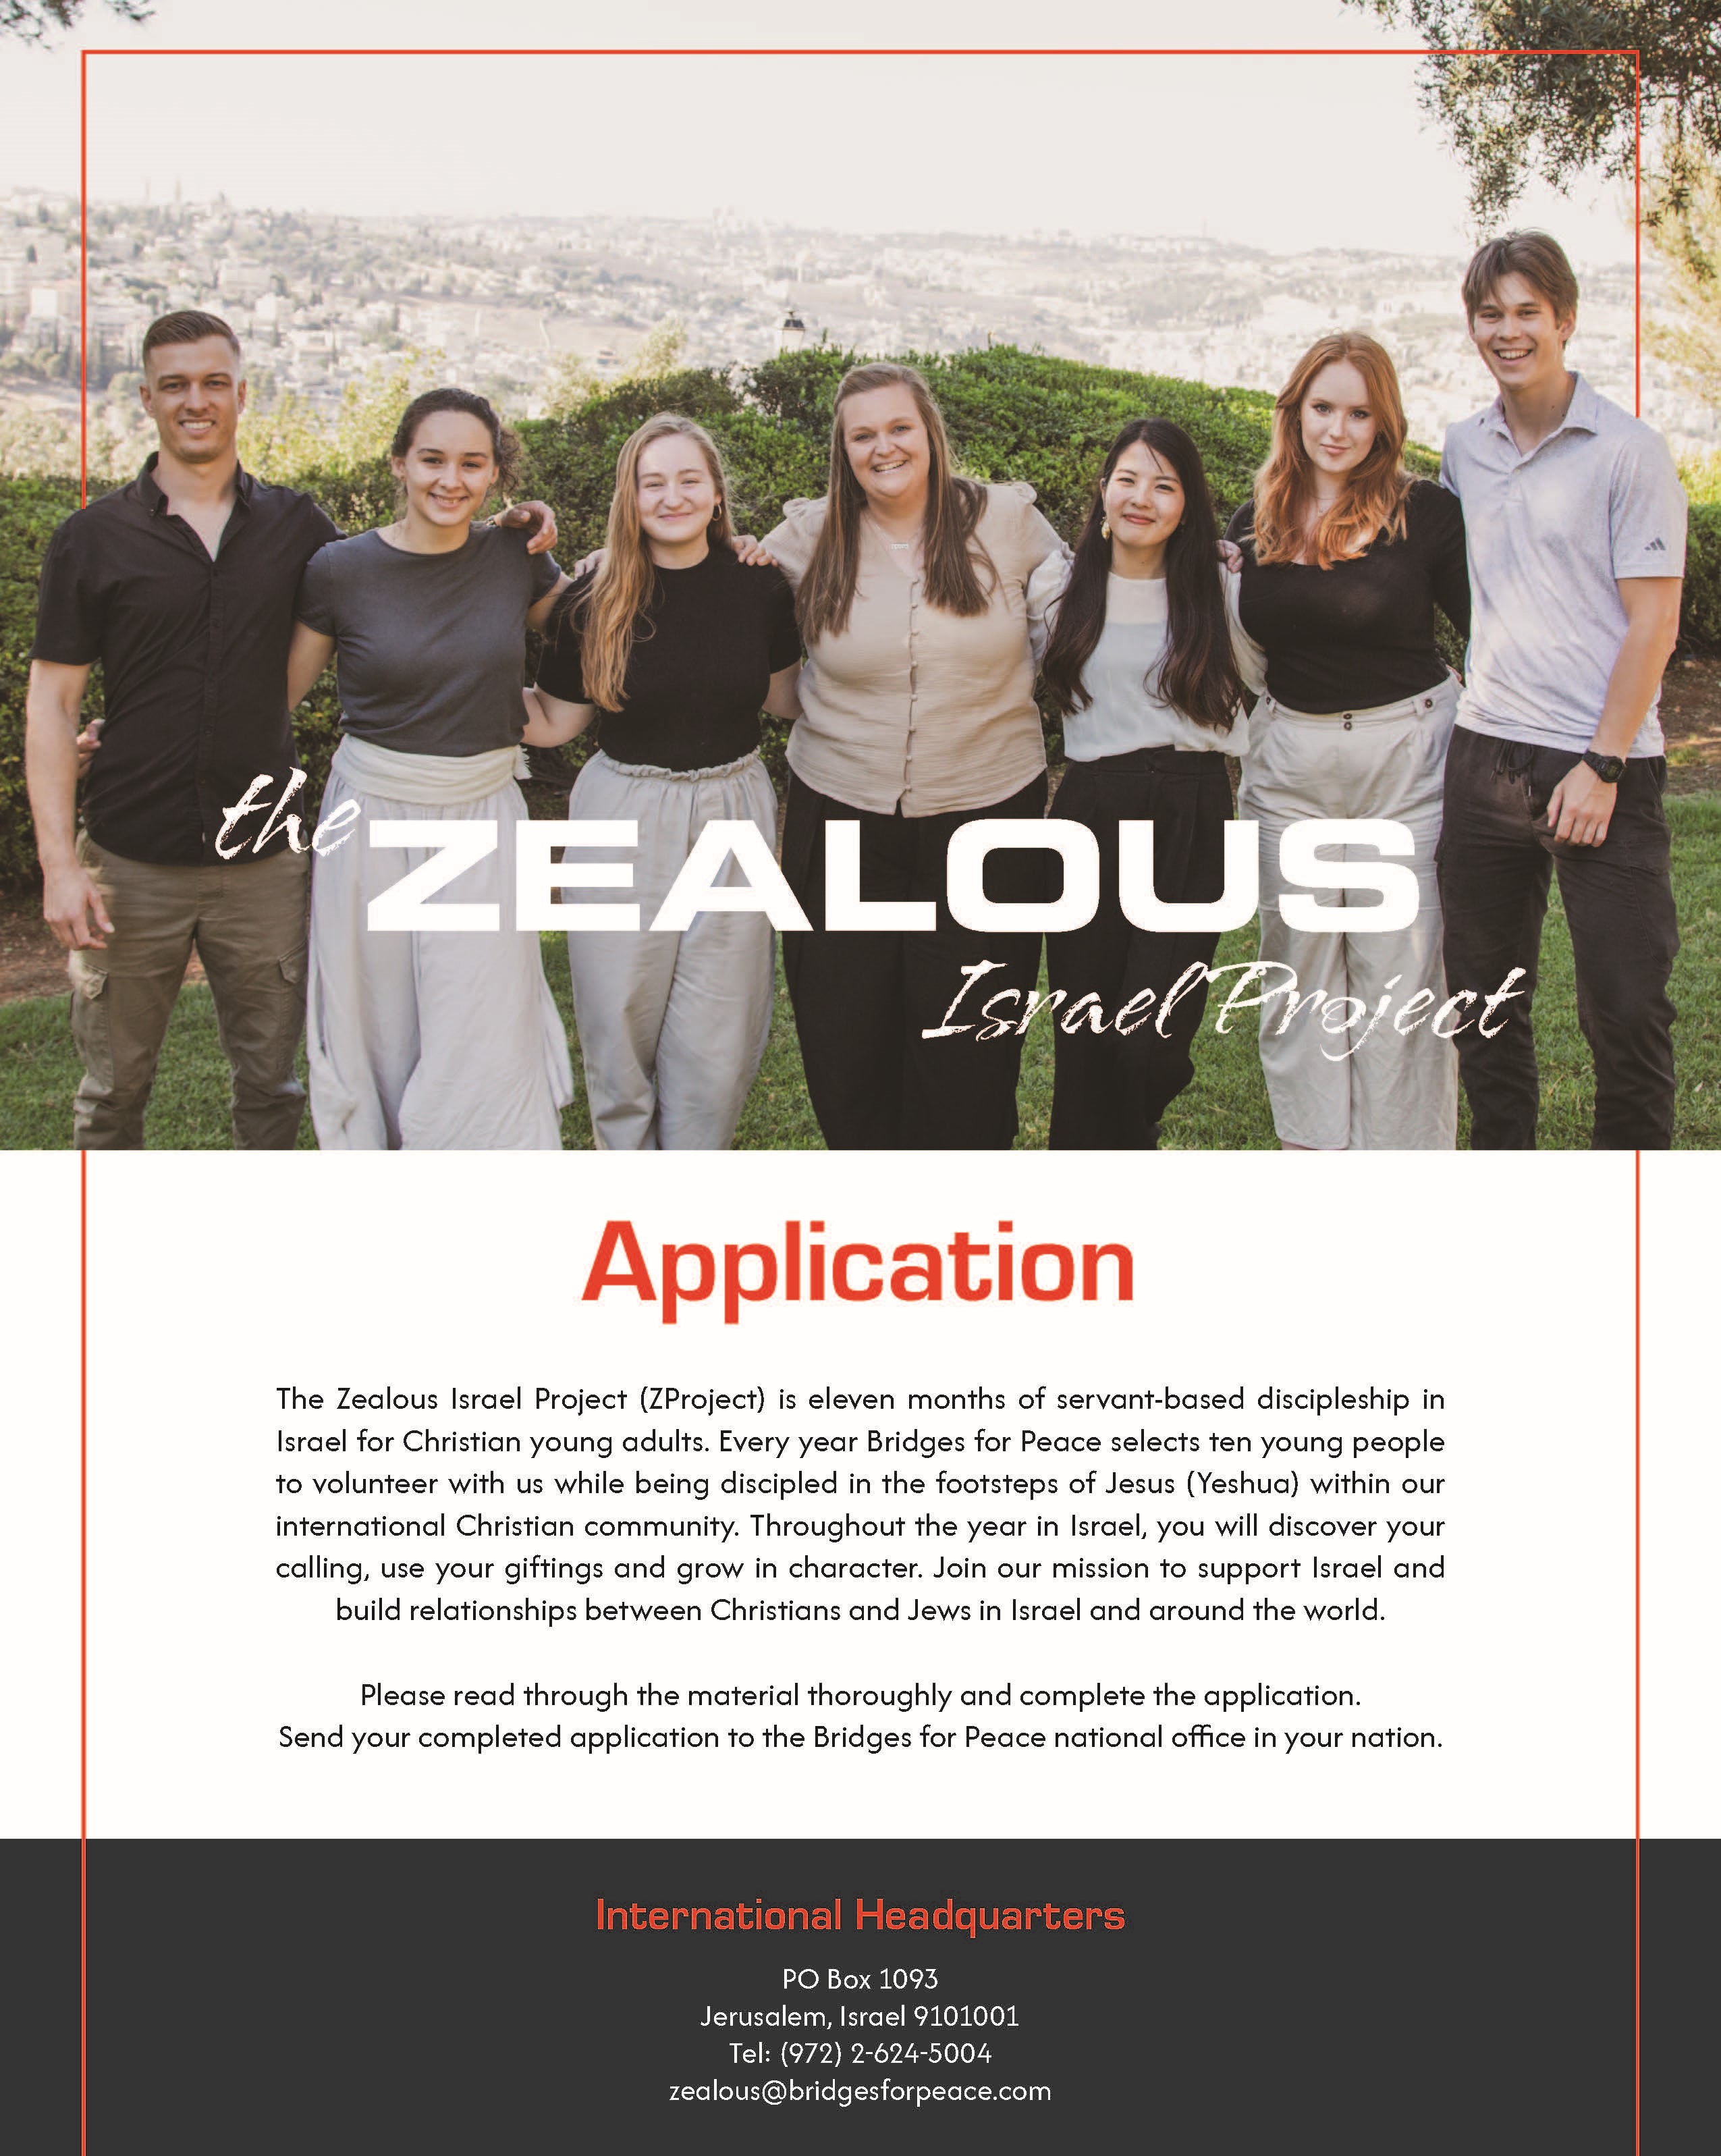 the
ZEALOUS
Israel Project
Application
The Zealous Israel Project (ZProject) is eleven months of servant-based discipleship in
Israel for Christian young adults. Every year Bridges for Peace selects ten young people
to volunteer with us while being discipled in the footsteps of Jesus (Yeshua) within our
international Christian community. Throughout the year in Israel, you will discover your
calling, use your giftings and grow in character. Join our mission to support Israel and
build relationships between Christians and Jews in Israel and around the world.
Please read through the material thoroughly and complete the application.
Send your completed application to the Bridges for Peace national office in your nation.
International Headquarters
PO Box 1093
Jerusalem, Israel 9101001
Tel: (972) 2-624-5004
zealous@bridgesforpeace.com